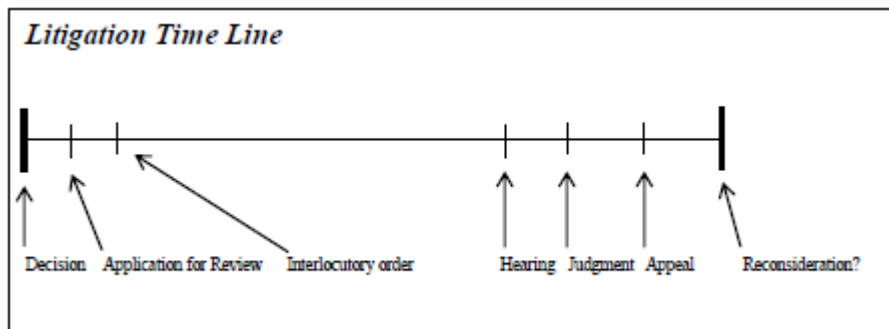 Litigation Time Line
Decision Application for Review Interlocutory order Hearing Judgment Appeal Reconsideration?